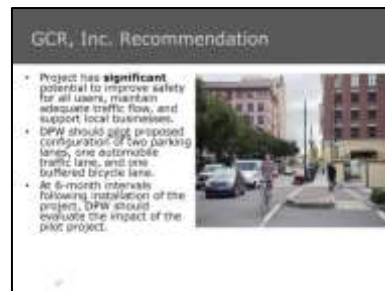 GCR, Inc. Recommendation
• Project has significant
potential to improve safety
for all users, maintain
adequate traffic flow, and
support local businesses.
• DPW should pilot proposed
configuration of two parking
lanes, one automobile
traffic lane, and one
buffered bicycle lane.
• At 6-month intervals
following installation of the
project, DPW should
evaluate the impact of the
pilot project.